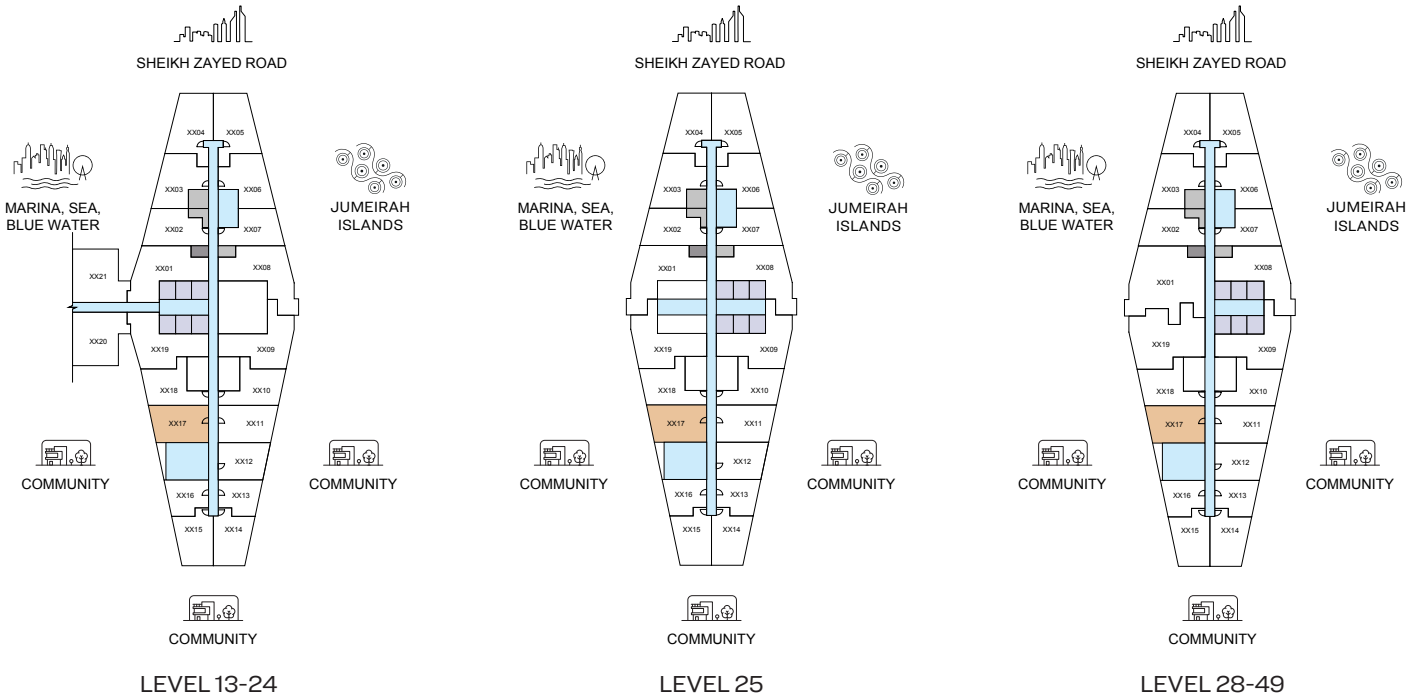 SHEIKH ZAYED ROAD
MARINA, SEA,
BLUE WATER
JUMEIRAH
ISLANDS
XX04
XX05
XX03
XX06
XX02
XX07
XX01
XX08
XX21
XX20
XX19
XX09
XX18
XX10
XX17
XX11
XX12
XX16
XX13
XX15
XX14
COMMUNITY
COMMUNITY
COMMUNITY
LEVEL 13-24
SHEIKH ZAYED ROAD
MARINA, SEA,
BLUE WATER
JUMEIRAH
ISLANDS
XX04
XX05
XX03
XX06
XX02
XX07
XX01
XX08
XX19
XX09
XX18
XX10
XX17
XX11
XX12
XX16
XX13
XX15
XX14
COMMUNITY
COMMUNITY
COMMUNITY
LEVEL 25
SHEIKH ZAYED ROAD
MARINA, SEA,
BLUE WATER
JUMEIRAH
ISLANDS
XX04
XX05
XX03
XX06
XX02
XX07
XX01
XX08
XX19
XX09
XX18
XX10
XX17
XX11
XX12
XX16
XX13
XX15
XX14
COMMUNITY
COMMUNITY
COMMUNITY
LEVEL 28-49